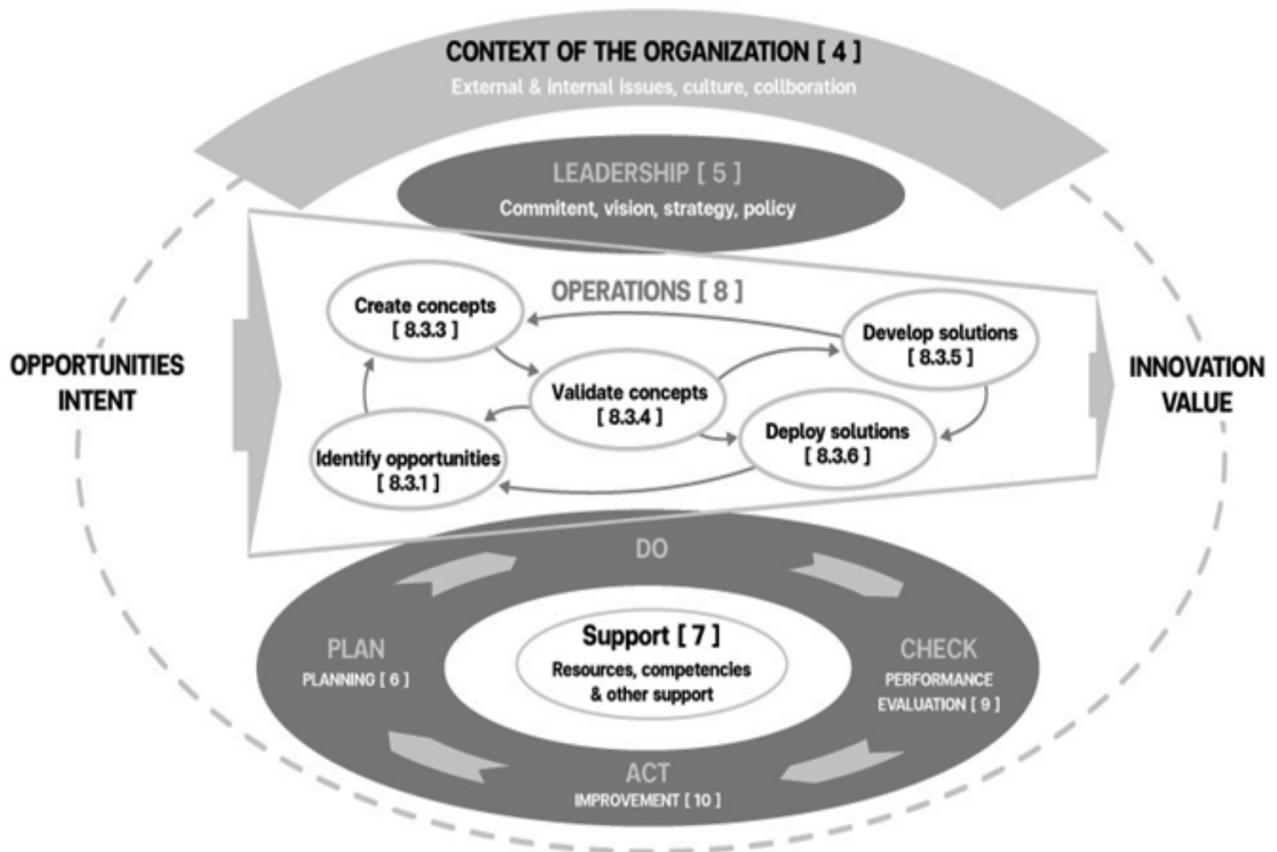 CONTEXT OF THE ORGANIZATION [ 4 ]
External & internal issues, culture, collboration
LEADERSHIP [ 5 ]
Commitent, vision, strategy, policy
OPPORTUNITIES
INTENT
OPERATIONS [ 8 ]
Create concepts
[ 8.3.3 ]
Validate concepts
[ 8.3.4 ]
Identify opportunities
[ 8.3.1 ]
Develop solutions
[ 8.3.5 ]
Deploy solutions
[ 8.3.6 ]
INNOVATION
VALUE
DO
PLAN
PLANNING [ 6 ]
Support [ 7 ]
Resources, competencies
& other support
CHECK
PERFORMANCE
EVALUATION [ 9 ]
ACT
IMPROVEMENT [ 10 ]